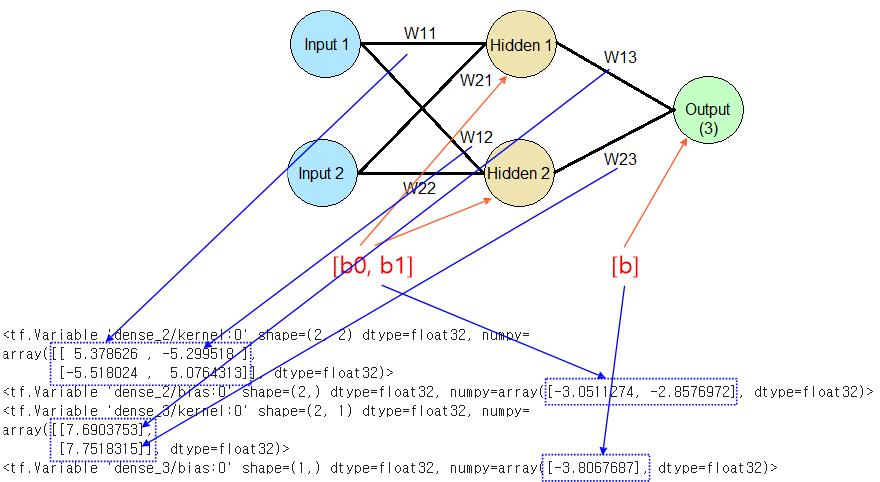 W11
Input 1
Hidden 1
W13
W21
Output
(3)
W12
Input 2
Hidden 2
W23
W22
[b0, b1]
[b]
<tf.Variable 'dense_2/kernel:0' shape=(2, 2) dtype=float32, numpy=
array([[ 5.378626 , -5.299518 ],
[-5.518024 , 5.0764313]], dtype=float32)>
<tf.Variable 'dense_2/bias:0' shape=(2,) dtype=float32, numpy=array([-3.0511274, -2.8576972], dtype=float32)>
<tf.Variable 'dense_3/kernel:0' shape=(2, 1) dtype=float32, numpy=
array([[7.6903753],
[7.7518315]], dtype=float32)>
<tf.Variable 'dense_3/bias:0' shape=(1,) dtype=float32, numpy=array([-3.8067687], dtype=float32)>